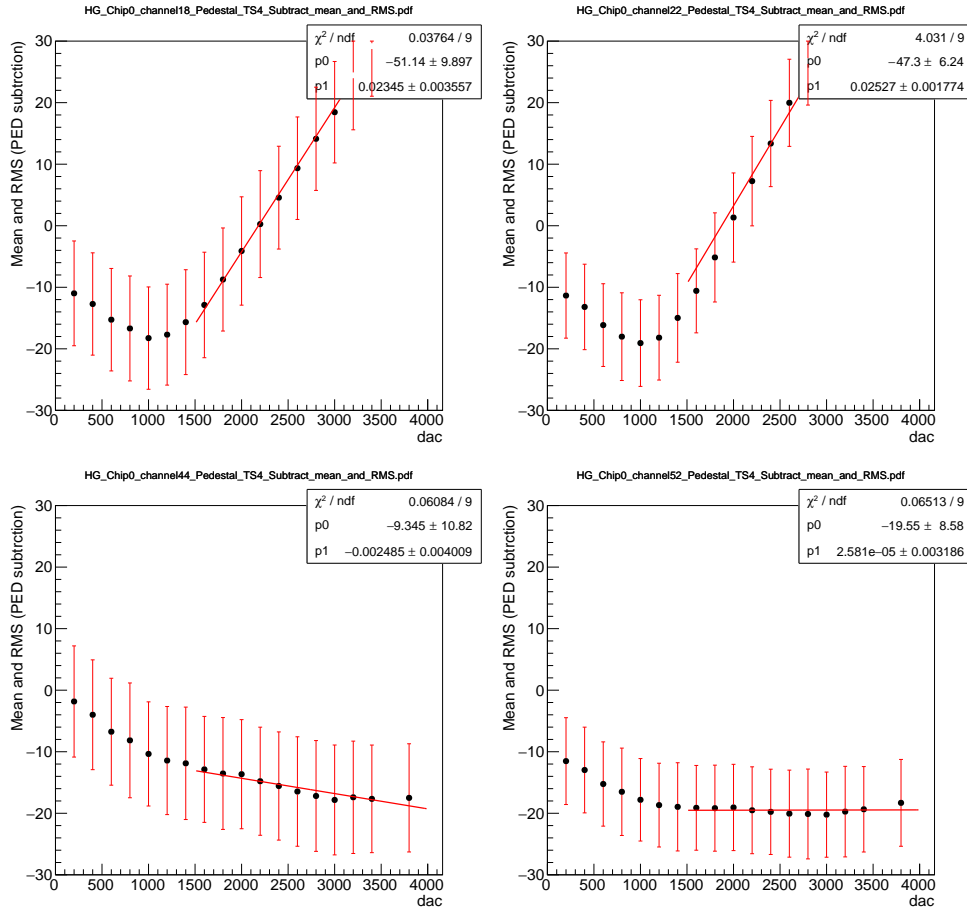 HG_Chip0_channel18_Pedestal_TS4_Subtract_mean_and_RMS.pdf
χ² / ndf 0.03764 / 9
p0 −51.14 ± 9.897
p1 0.02345 ± 0.003557
Mean and RMS (PED subtrction)
30
20
10
0
−10
−20
−30
0 500 1000 1500 2000 2500 3000 3500 4000
dac
HG_Chip0_channel22_Pedestal_TS4_Subtract_mean_and_RMS.pdf
χ² / ndf 4.031 / 9
p0 −47.3 ± 6.24
p1 0.02527 ± 0.001774
Mean and RMS (PED subtrction)
30
20
10
0
−10
−20
−30
0 500 1000 1500 2000 2500 3000 3500 4000
dac
HG_Chip0_channel44_Pedestal_TS4_Subtract_mean_and_RMS.pdf
χ² / ndf 0.06084 / 9
p0 −9.345 ± 10.82
p1 −0.002485 ± 0.004009
Mean and RMS (PED subtrction)
30
20
10
0
−10
−20
−30
0 500 1000 1500 2000 2500 3000 3500 4000
dac
HG_Chip0_channel52_Pedestal_TS4_Subtract_mean_and_RMS.pdf
χ² / ndf 0.06513 / 9
p0 −19.55 ± 8.58
p1 2.581e−05 ± 0.003186
Mean and RMS (PED subtrction)
30
20
10
0
−10
−20
−30
0 500 1000 1500 2000 2500 3000 3500 4000
dac